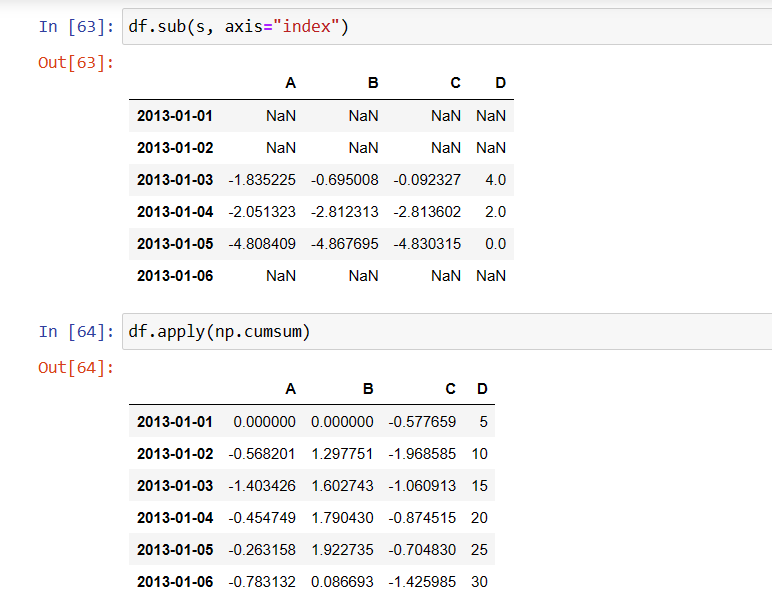 In [63]: df.sub(s, axis="index")
Out[63]:
A B C D
2013-01-01 NaN NaN NaN NaN
2013-01-02 NaN NaN NaN NaN
2013-01-03 -1.835225 -0.695008 -0.092327 4.0
2013-01-04 -2.051323 -2.812313 -2.813602 2.0
2013-01-05 -4.808409 -4.867695 -4.830315 0.0
2013-01-06 NaN NaN NaN NaN
In [64]: df.apply(np.cumsum)
Out[64]:
A B C D
2013-01-01 0.000000 0.000000 -0.577659 5
2013-01-02 -0.568201 1.297751 -1.968585 10
2013-01-03 -1.403426 1.602743 -1.060913 15
2013-01-04 -0.454749 1.790430 -0.874515 20
2013-01-05 -0.263158 1.922735 -0.704830 25
2013-01-06 -0.783132 0.086693 -1.425985 30